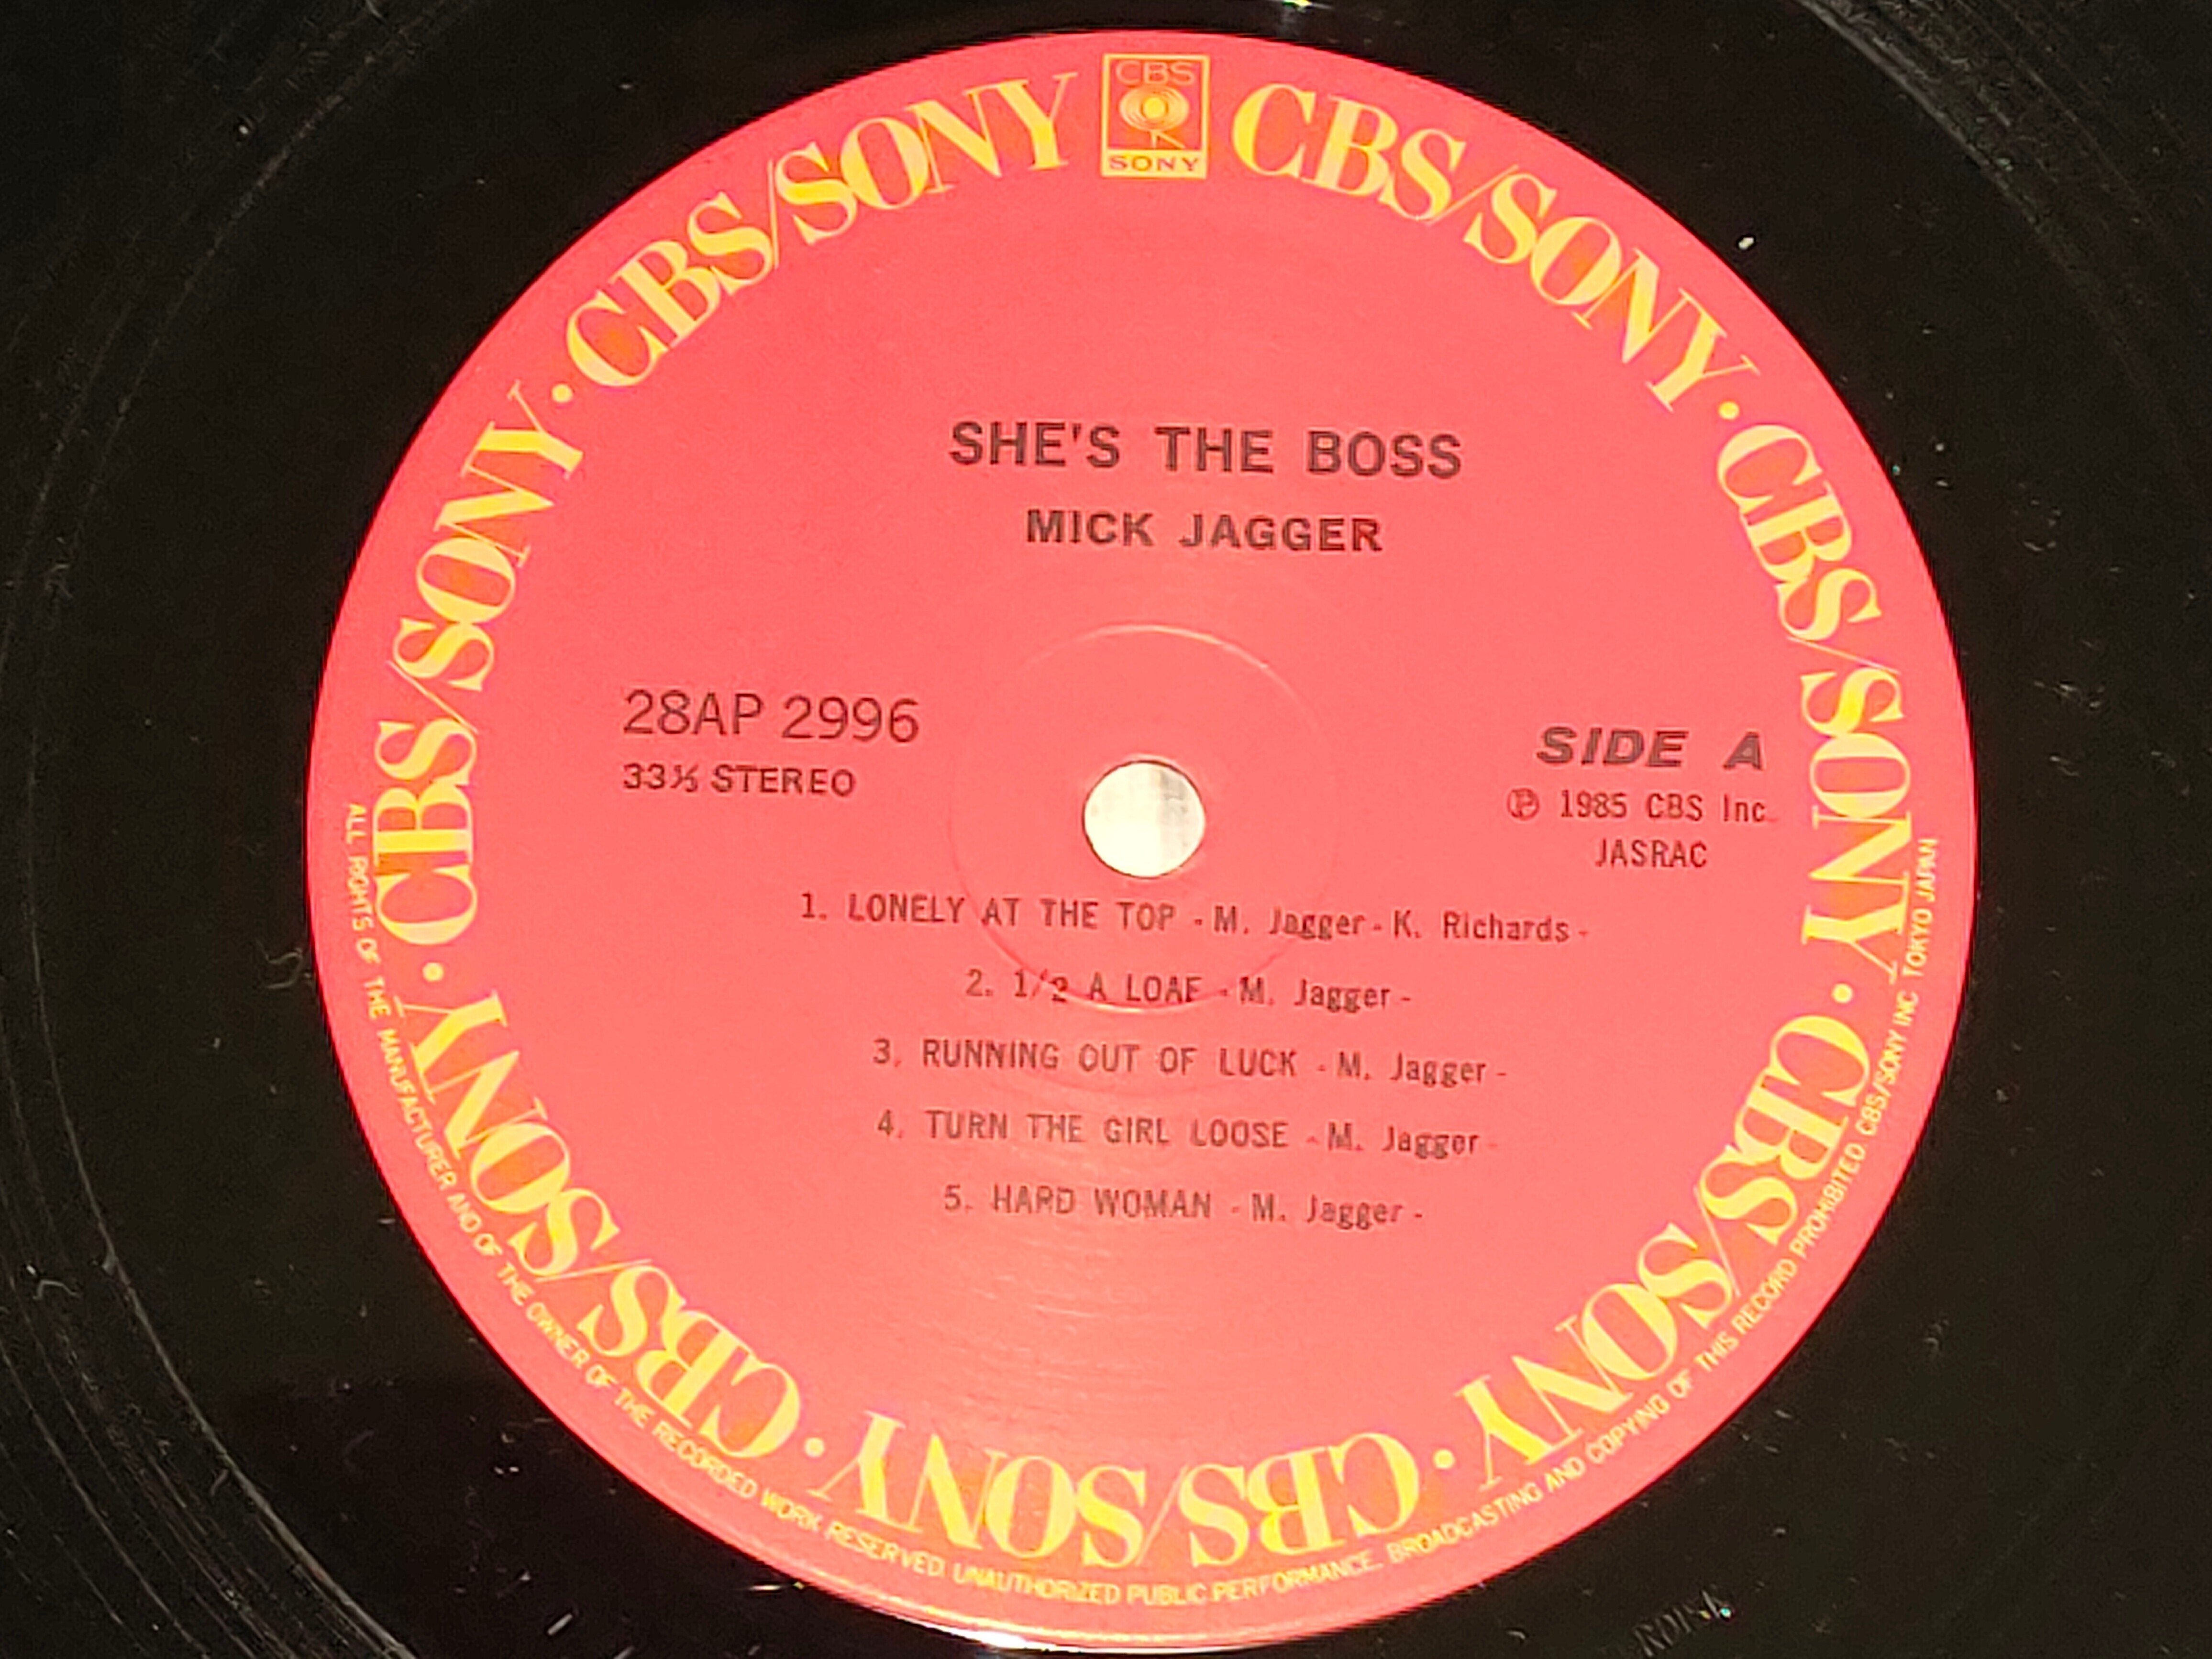 CBS
SONY
CBS/SONY · CBS/SONY · CBS/SONY · CBS/SONY · CBS/SONY · CBS/SONY · CBS/SONY
SHE'S THE BOSS
MICK JAGGER
28AP 2996
33⅓ STEREO
SIDE A
Ⓟ 1985 CBS Inc.
JASRAC
1. LONELY AT THE TOP - M. Jagger - K. Richards -
2. 1/2 A LOAF - M. Jagger -
3. RUNNING OUT OF LUCK - M. Jagger -
4. TURN THE GIRL LOOSE - M. Jagger -
5. HARD WOMAN - M. Jagger -
ALL RIGHTS OF THE MANUFACTURER AND OF THE OWNER OF THE RECORDED WORK RESERVED. UNAUTHORIZED PUBLIC PERFORMANCE. BROADCASTING AND COPYING OF THIS RECORD PROHIBITED CBS/SONY INC TOKYO JAPAN